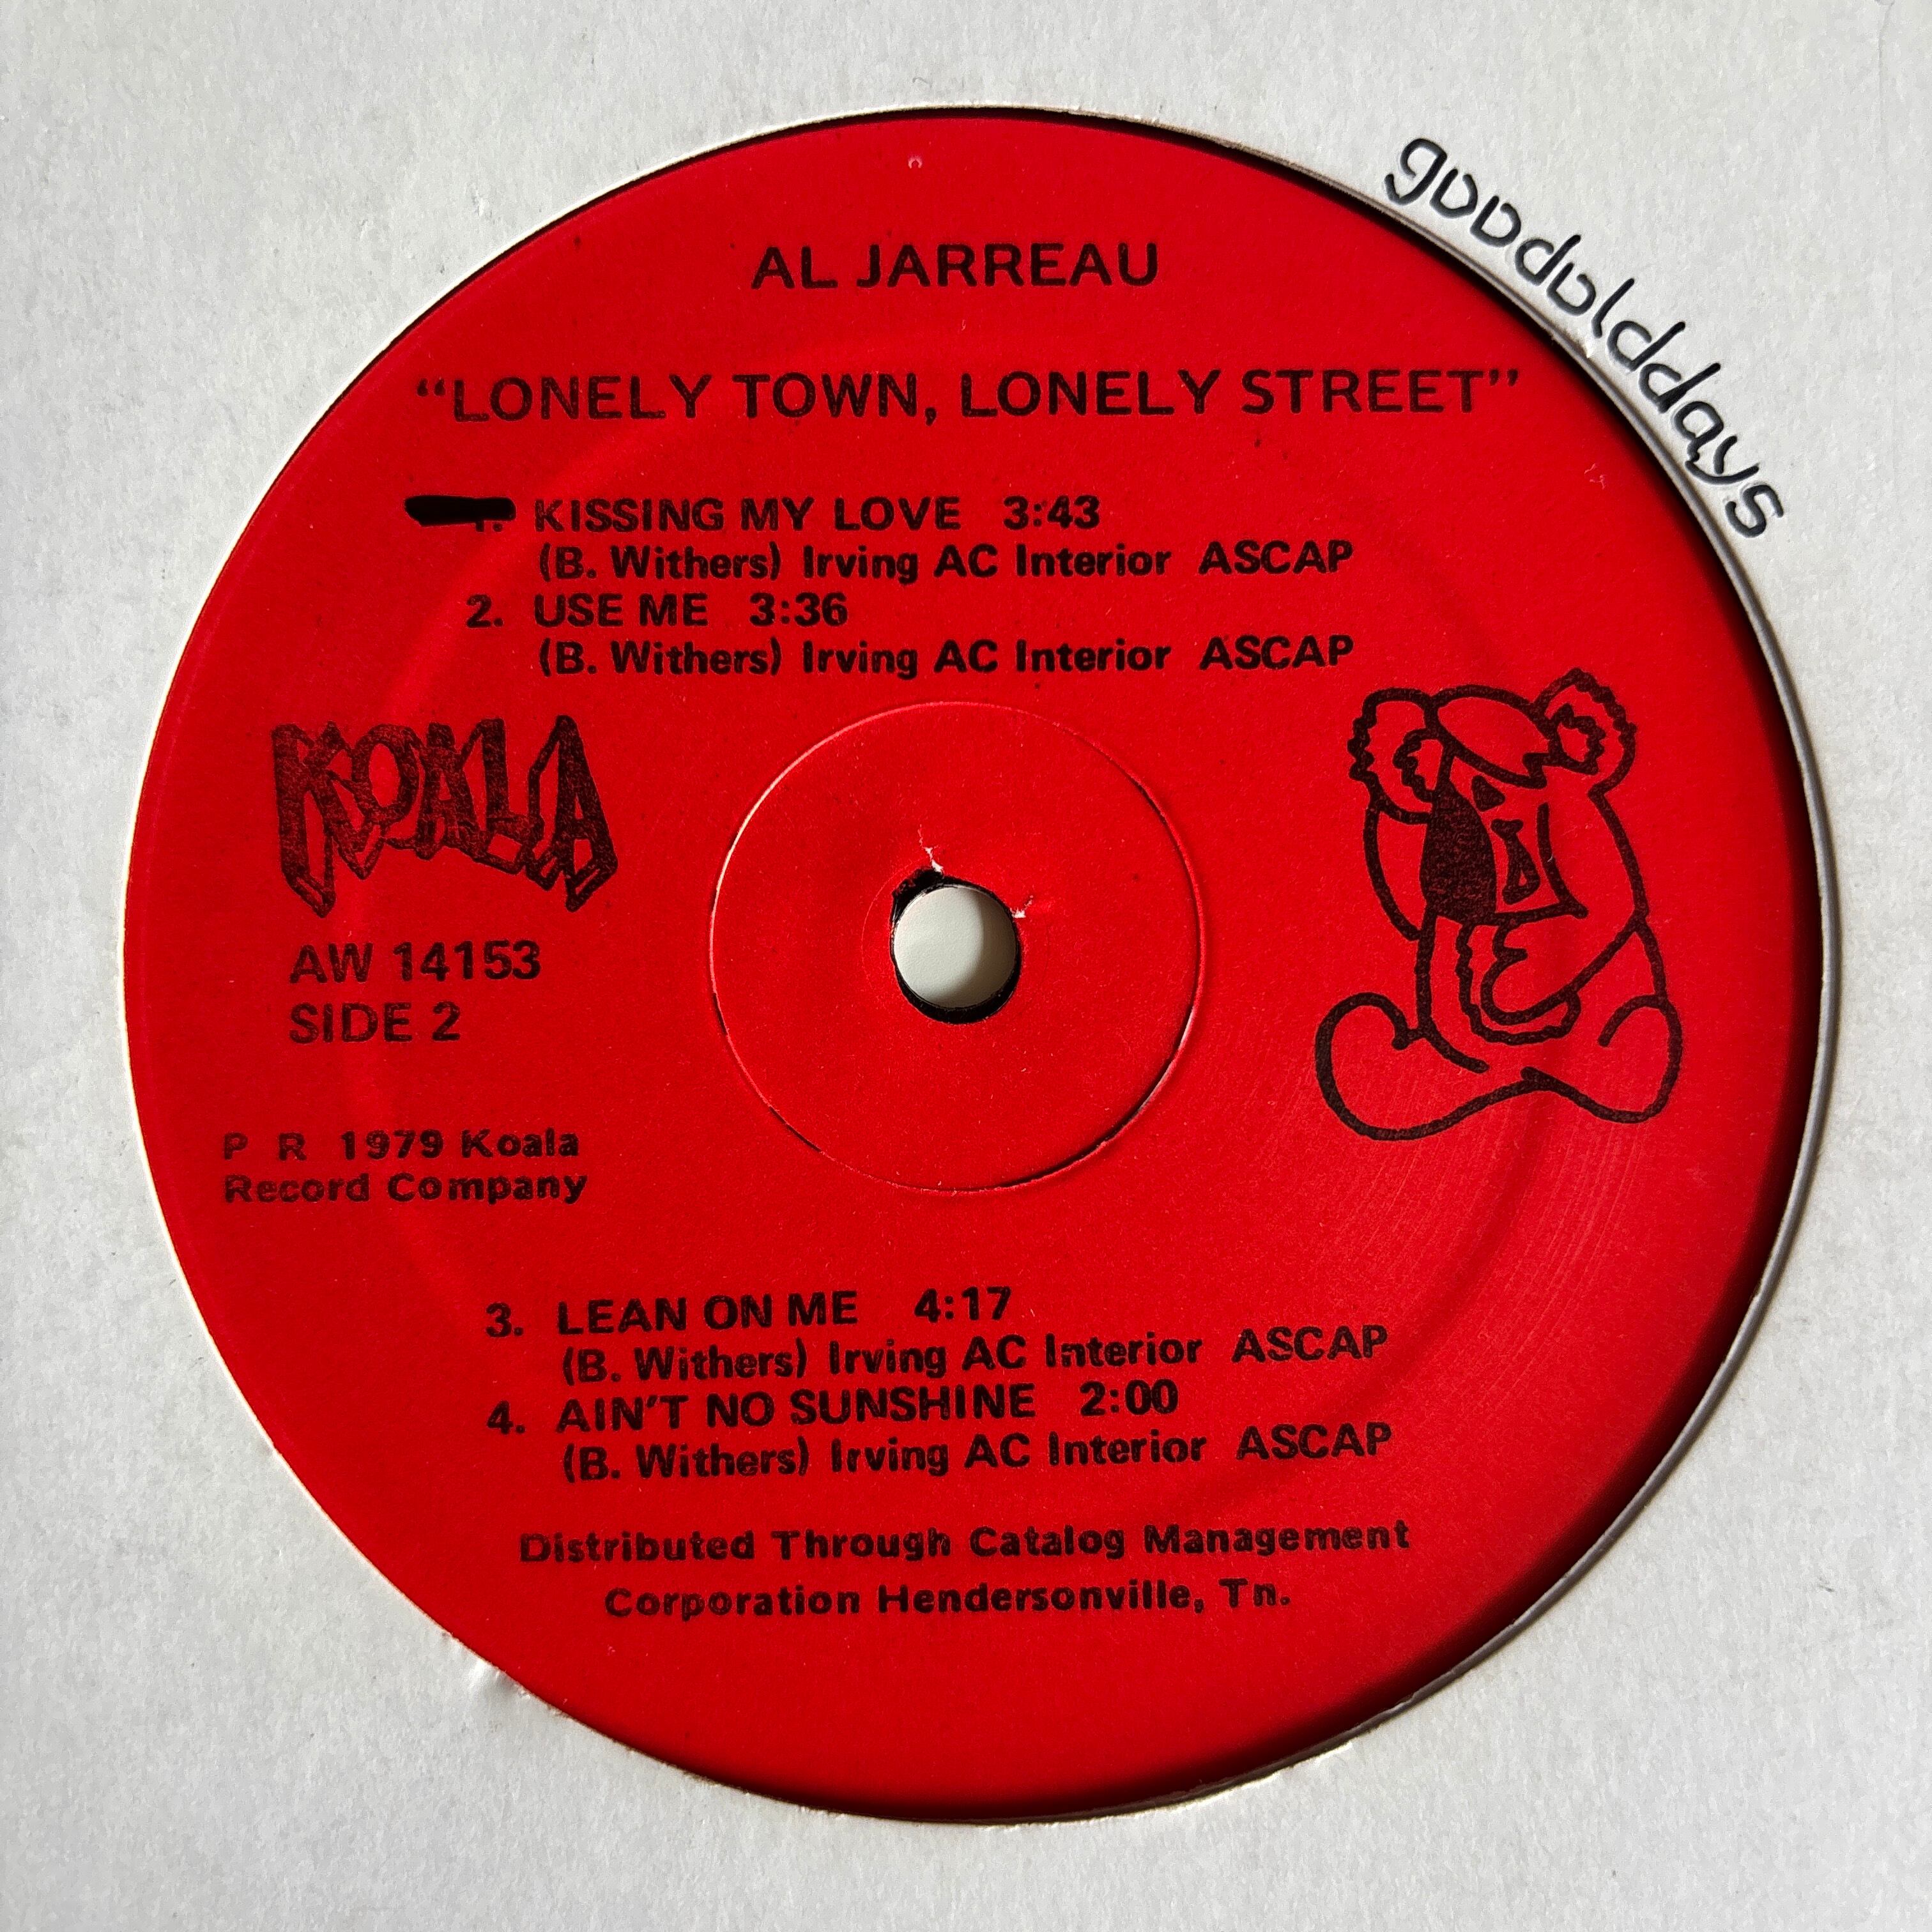 gooddolddays
AL JARREAU
“LONELY TOWN, LONELY STREET”
1. KISSING MY LOVE 3:43
(B. Withers) Irving AC Interior ASCAP
2. USE ME 3:36
(B. Withers) Irving AC Interior ASCAP
KOALA
AW 14153
SIDE 2
P R 1979 Koala
Record Company
3. LEAN ON ME 4:17
(B. Withers) Irving AC Interior ASCAP
4. AIN'T NO SUNSHINE 2:00
(B. Withers) Irving AC Interior ASCAP
Distributed Through Catalog Management
Corporation Hendersonville, Tn.